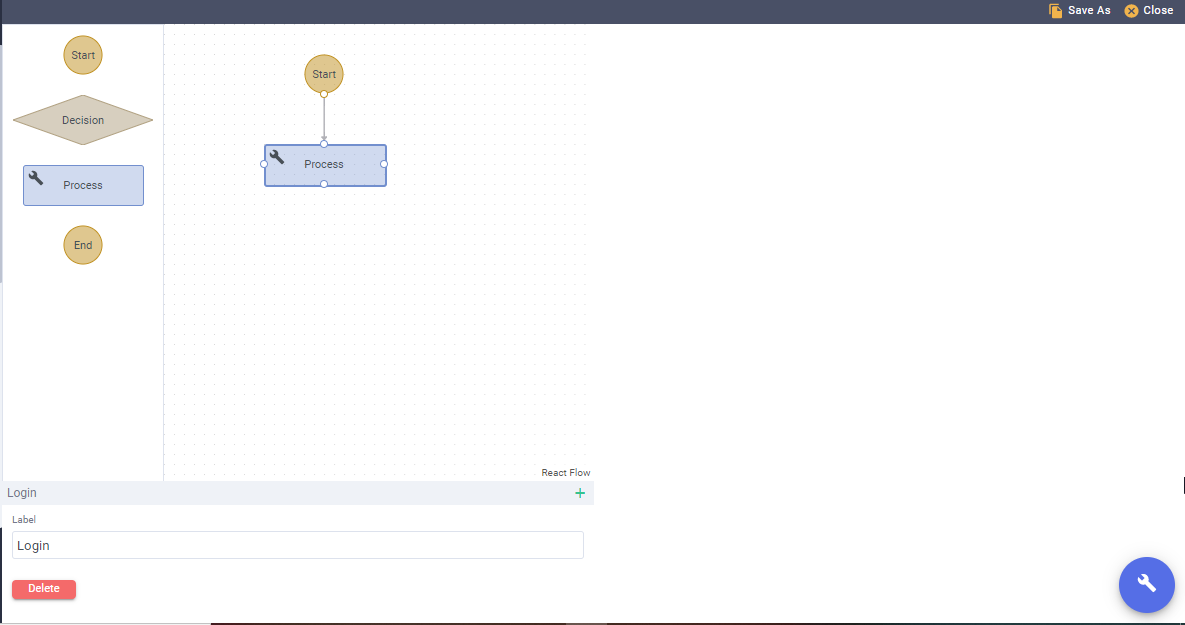 Save As
Close
Start
Decision
Process
End
Start
Process
React Flow
Login
Label
Login
Delete